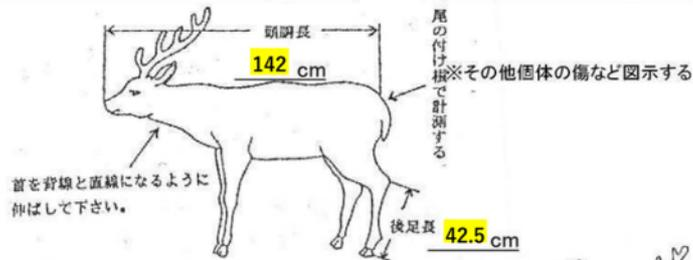 頭胴長
142 cm
尾の付け根で計測する
※その他個体の傷など図示する
首を背線と直線になるように
伸ばして下さい。
後足長 42.5 cm